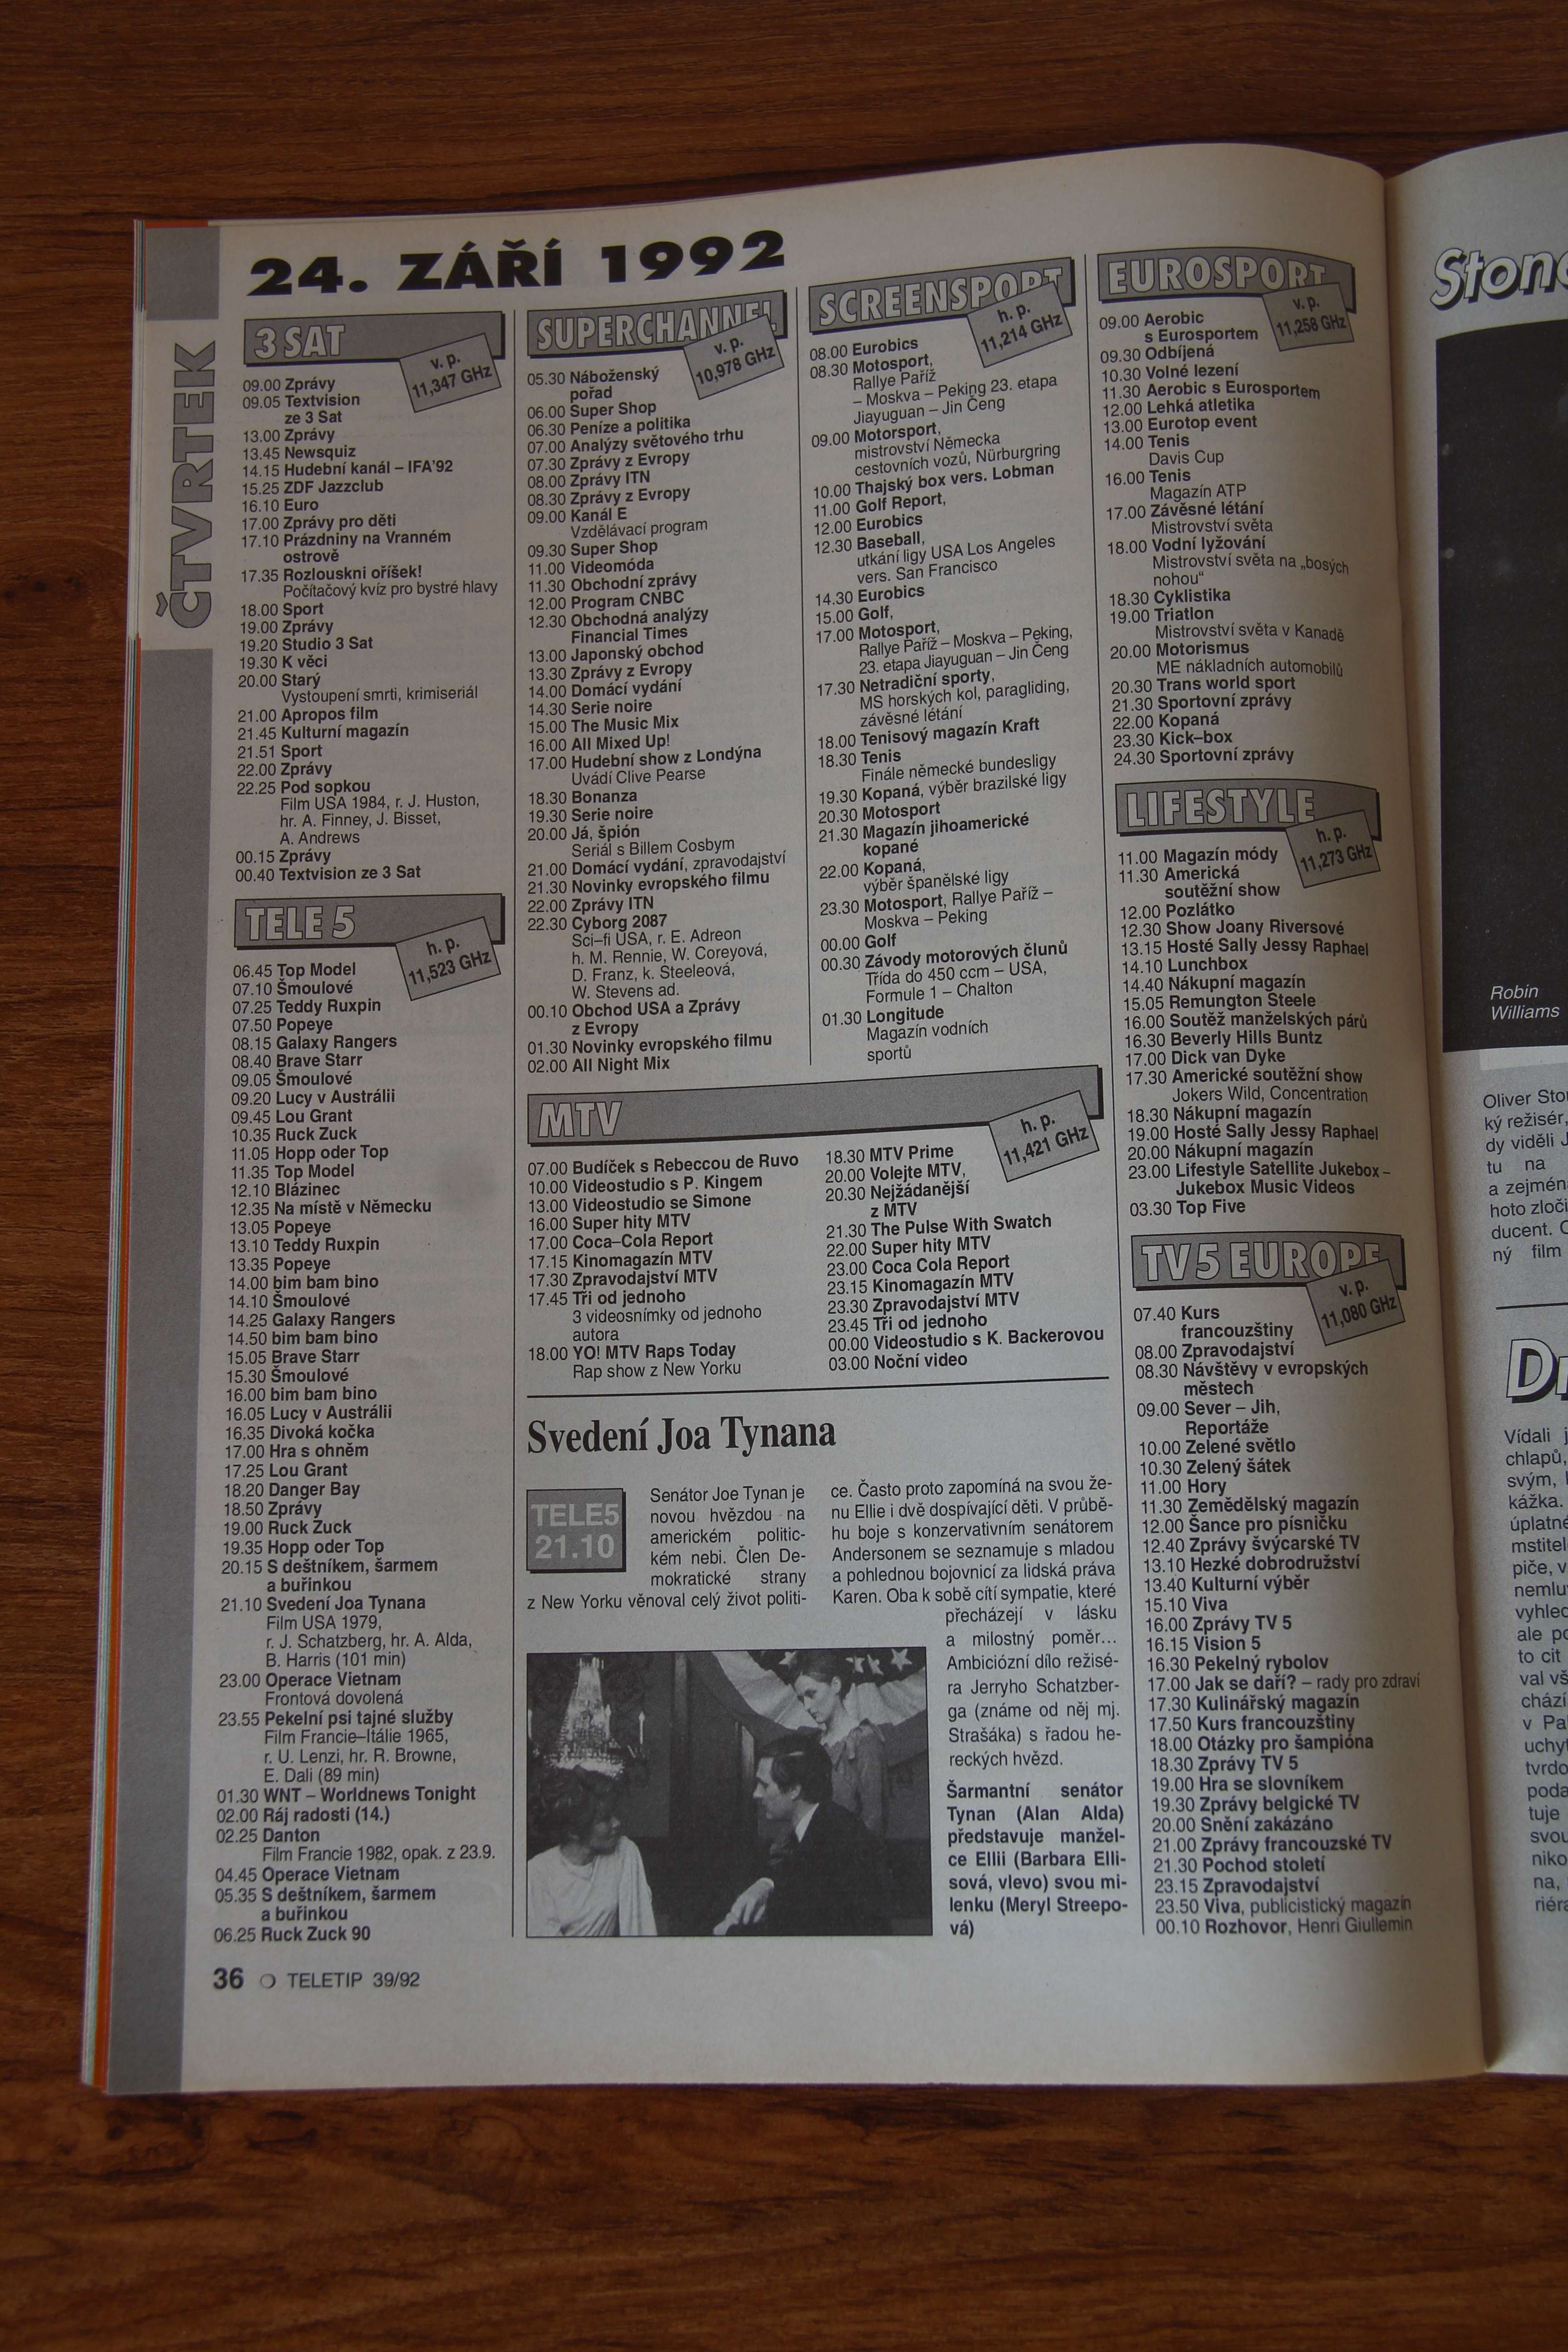 24. ZÁŘÍ 1992
ČTVRTEK
3 SAT
v. p.
11,347 GHz
09.00 Zprávy
09.05 Textvision
ze 3 Sat
13.00 Zprávy
13.45 Newsquiz
14.15 Hudební kanál – IFA'92
15.25 ZDF Jazzclub
16.10 Euro
17.00 Zprávy pro děti
17.10 Prázdniny na Vranném
ostrově
17.35 Rozlouskni oříšek!
Počítačový kvíz pro bystré hlavy
18.00 Sport
19.00 Zprávy
19.20 Studio 3 Sat
19.30 K věci
20.00 Starý
Vystoupení smrti, krimiseriál
21.00 Apropos film
21.45 Kulturní magazín
21.51 Sport
22.00 Zprávy
22.25 Pod sopkou
Film USA 1984, r. J. Huston,
hr. A. Finney, J. Bisset,
A. Andrews
00.15 Zprávy
00.40 Textvision ze 3 Sat
TELE 5
h. p.
11,523 GHz
06.45 Top Model
07.10 Šmoulové
07.25 Teddy Ruxpin
07.50 Popeye
08.15 Galaxy Rangers
08.40 Brave Starr
09.05 Šmoulové
09.20 Lucy v Austrálii
09.45 Lou Grant
10.35 Ruck Zuck
11.05 Hopp oder Top
11.35 Top Model
12.10 Blázinec
12.35 Na místě v Německu
13.05 Popeye
13.10 Teddy Ruxpin
13.35 Popeye
14.00 bim bam bino
14.10 Šmoulové
14.25 Galaxy Rangers
14.50 bim bam bino
15.05 Brave Starr
15.30 Šmoulové
16.00 bim bam bino
16.05 Lucy v Austrálii
16.35 Divoká kočka
17.00 Hra s ohněm
17.25 Lou Grant
18.20 Danger Bay
18.50 Zprávy
19.00 Ruck Zuck
19.35 Hopp oder Top
20.15 S deštníkem, šarmem
a buřinkou
21.10 Svedení Joa Tynana
Film USA 1979,
r. J. Schatzberg, hr. A. Alda,
B. Harris (101 min)
23.00 Operace Vietnam
Frontová dovolená
23.55 Pekelní psi tajné služby
Film Francie–Itálie 1965,
r. U. Lenzi, hr. R. Browne,
E. Dali (89 min)
01.30 WNT – Worldnews Tonight
02.00 Ráj radosti (14.)
02.25 Danton
Film Francie 1982, opak. z 23.9.
04.45 Operace Vietnam
05.35 S deštníkem, šarmem
a buřinkou
06.25 Ruck Zuck 90
SUPERCHANNEL
v. p.
10,978 GHz
05.30 Náboženský
pořad
06.00 Super Shop
06.30 Peníze a politika
07.00 Analýzy světového trhu
07.30 Zprávy z Evropy
08.00 Zprávy ITN
08.30 Zprávy z Evropy
09.00 Kanál E
Vzdělávací program
09.30 Super Shop
11.00 Videomóda
11.30 Obchodní zprávy
12.00 Program CNBC
12.30 Obchodná analýzy
Financial Times
13.00 Japonský obchod
13.30 Zprávy z Evropy
14.00 Domácí vydání
14.30 Serie noire
15.00 The Music Mix
16.00 All Mixed Up!
17.00 Hudební show z Londýna
Uvádí Clive Pearse
18.30 Bonanza
19.30 Serie noire
20.00 Já, špión
Seriál s Billem Cosbym
21.00 Domácí vydání, zpravodajství
21.30 Novinky evropského filmu
22.00 Zprávy ITN
22.30 Cyborg 2087
Sci–fi USA, r. E. Adreon
h. M. Rennie, W. Coreyová,
D. Franz, k. Steeleová,
W. Stevens ad.
00.10 Obchod USA a Zprávy
z Evropy
01.30 Novinky evropského filmu
02.00 All Night Mix
SCREENSPORT
h. p.
11,214 GHz
08.00 Eurobics
08.30 Motosport,
Rallye Paříž
– Moskva – Peking 23. etapa
Jiayuguan – Jin Čeng
09.00 Motorsport,
mistrovství Německa
cestovních vozů, Nürburgring
10.00 Thajský box vers. Lobman
11.00 Golf Report,
12.00 Eurobics
12.30 Baseball,
utkání ligy USA Los Angeles
vers. San Francisco
14.30 Eurobics
15.00 Golf,
17.00 Motosport,
Rallye Paříž – Moskva – Peking,
23. etapa Jiayuguan – Jin Čeng
17.30 Netradiční sporty,
MS horských kol, paragliding,
závěsné létání
18.00 Tenisový magazín Kraft
18.30 Tenis
Finále německé bundesligy
19.30 Kopaná, výběr brazilské ligy
20.30 Motosport
21.30 Magazín jihoamerické
kopané
22.00 Kopaná,
výběr španělské ligy
23.30 Motosport, Rallye Paříž –
Moskva – Peking
00.00 Golf
00.30 Závody motorových člunů
Třída do 450 ccm – USA,
Formule 1 – Chalton
01.30 Longitude
Magazín vodních
sportů
MTV
h. p.
11,421 GHz
07.00 Budíček s Rebeccou de Ruvo
10.00 Videostudio s P. Kingem
13.00 Videostudio se Simone
16.00 Super hity MTV
17.00 Coca–Cola Report
17.15 Kinomagazín MTV
17.30 Zpravodajství MTV
17.45 Tři od jednoho
3 videosnímky od jednoho
autora
18.00 YO! MTV Raps Today
Rap show z New Yorku
18.30 MTV Prime
20.00 Volejte MTV,
20.30 Nejžádanější
z MTV
21.30 The Pulse With Swatch
22.00 Super hity MTV
23.00 Coca Cola Report
23.15 Kinomagazín MTV
23.30 Zpravodajství MTV
23.45 Tři od jednoho
00.00 Videostudio s K. Backerovou
03.00 Noční video
Svedení Joa Tynana
TELE5
21.10
Senátor Joe Tynan je
novou hvězdou na
americkém politic-
kém nebi. Člen De-
mokratické strany
z New Yorku věnoval celý život politi-
ce. Často proto zapomíná na svou že-
nu Ellie i dvě dospívající děti. V průbě-
hu boje s konzervativním senátorem
Andersonem se seznamuje s mladou
a pohlednou bojovnicí za lidská práva
Karen. Oba k sobě cítí sympatie, které
přecházejí v lásku
a milostný poměr...
Ambiciózní dílo režisé-
ra Jerryho Schatzber-
ga (známe od něj mj.
Strašáka) s řadou he-
reckých hvězd.
Šarmantní senátor
Tynan (Alan Alda)
představuje manžel-
ce Ellii (Barbara Elli-
sová, vlevo) svou mi-
lenku (Meryl Streepo-
vá)
EUROSPORT
v. p.
11,258 GHz
09.00 Aerobic
s Eurosportem
09.30 Odbíjená
10.30 Volné lezení
11.30 Aerobic s Eurosportem
12.00 Lehká atletika
13.00 Eurotop event
14.00 Tenis
Davis Cup
16.00 Tenis
Magazín ATP
17.00 Závěsné létání
Mistrovství světa
18.00 Vodní lyžování
Mistrovství světa na „bosých
nohou“
18.30 Cyklistika
19.00 Triatlon
Mistrovství světa v Kanadě
20.00 Motorismus
ME nákladních automobilů
20.30 Trans world sport
21.30 Sportovní zprávy
22.00 Kopaná
23.30 Kick–box
24.30 Sportovní zprávy
LIFESTYLE
h. p.
11,273 GHz
11.00 Magazín módy
11.30 Americká
soutěžní show
12.00 Pozlátko
12.30 Show Joany Riversové
13.15 Hosté Sally Jessy Raphael
14.10 Lunchbox
14.40 Nákupní magazín
15.05 Remungton Steele
16.00 Soutěž manželských párů
16.30 Beverly Hills Buntz
17.00 Dick van Dyke
17.30 Americké soutěžní show
Jokers Wild, Concentration
18.30 Nákupní magazín
19.00 Hosté Sally Jessy Raphael
20.00 Nákupní magazín
23.00 Lifestyle Satellite Jukebox –
Jukebox Music Videos
03.30 Top Five
TV5 EUROPE
v. p.
11,080 GHz
07.40 Kurs
francouzštiny
08.00 Zpravodajství
08.30 Návštěvy v evropských
městech
09.00 Sever – Jih,
Reportáže
10.00 Zelené světlo
10.30 Zelený šátek
11.00 Hory
11.30 Zemědělský magazín
12.00 Šance pro písničku
12.40 Zprávy švýcarské TV
13.10 Hezké dobrodružství
13.40 Kulturní výběr
15.10 Viva
16.00 Zprávy TV 5
16.15 Vision 5
16.30 Pekelný rybolov
17.00 Jak se daří? – rady pro zdraví
17.30 Kulinářský magazín
17.50 Kurs francouzštiny
18.00 Otázky pro šampióna
18.30 Zprávy TV 5
19.00 Hra se slovníkem
19.30 Zprávy belgické TV
20.00 Snění zakázáno
21.00 Zprávy francouzské TV
21.30 Pochod století
23.15 Zpravodajství
23.50 Viva, publicistický magazín
00.10 Rozhovor, Henri Giullemin
36 TELETIP 39/92
Stone
Robin
Williams
Oliver Sto
ký režisér,
dy viděli J
tu na
a zejmén
hoto zloči
ducent. O
ný film
Vídali j
chlapů,
svým,
kážka.
úplatné
mstitel
piče, v
nemlu
vyhled
ale po
to cit
val vš
chází
v Pa
uchyt
tvrdo
poda
tuje
svou
niko
na,
riéra